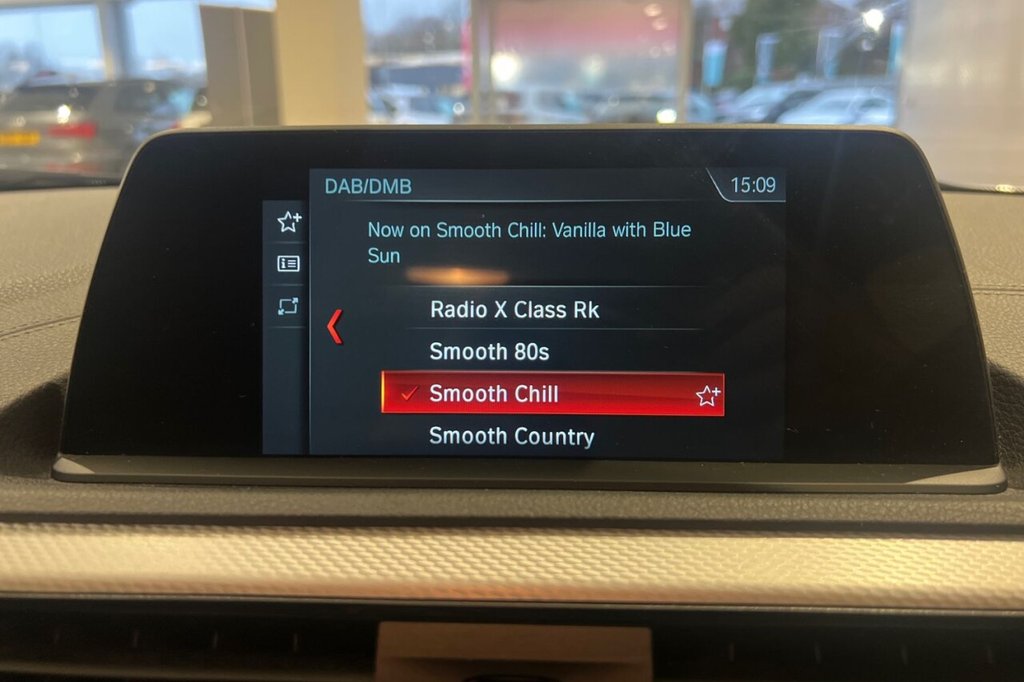 DAB/DMB
15:09
Now on Smooth Chill: Vanilla with Blue
Sun
Radio X Class Rk
Smooth 80s
Smooth Chill
Smooth Country